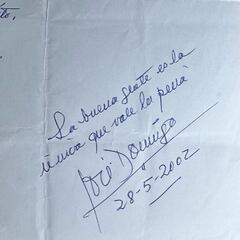 La buena gente es la
única que vale la pena
José Domingo
28-5-2002